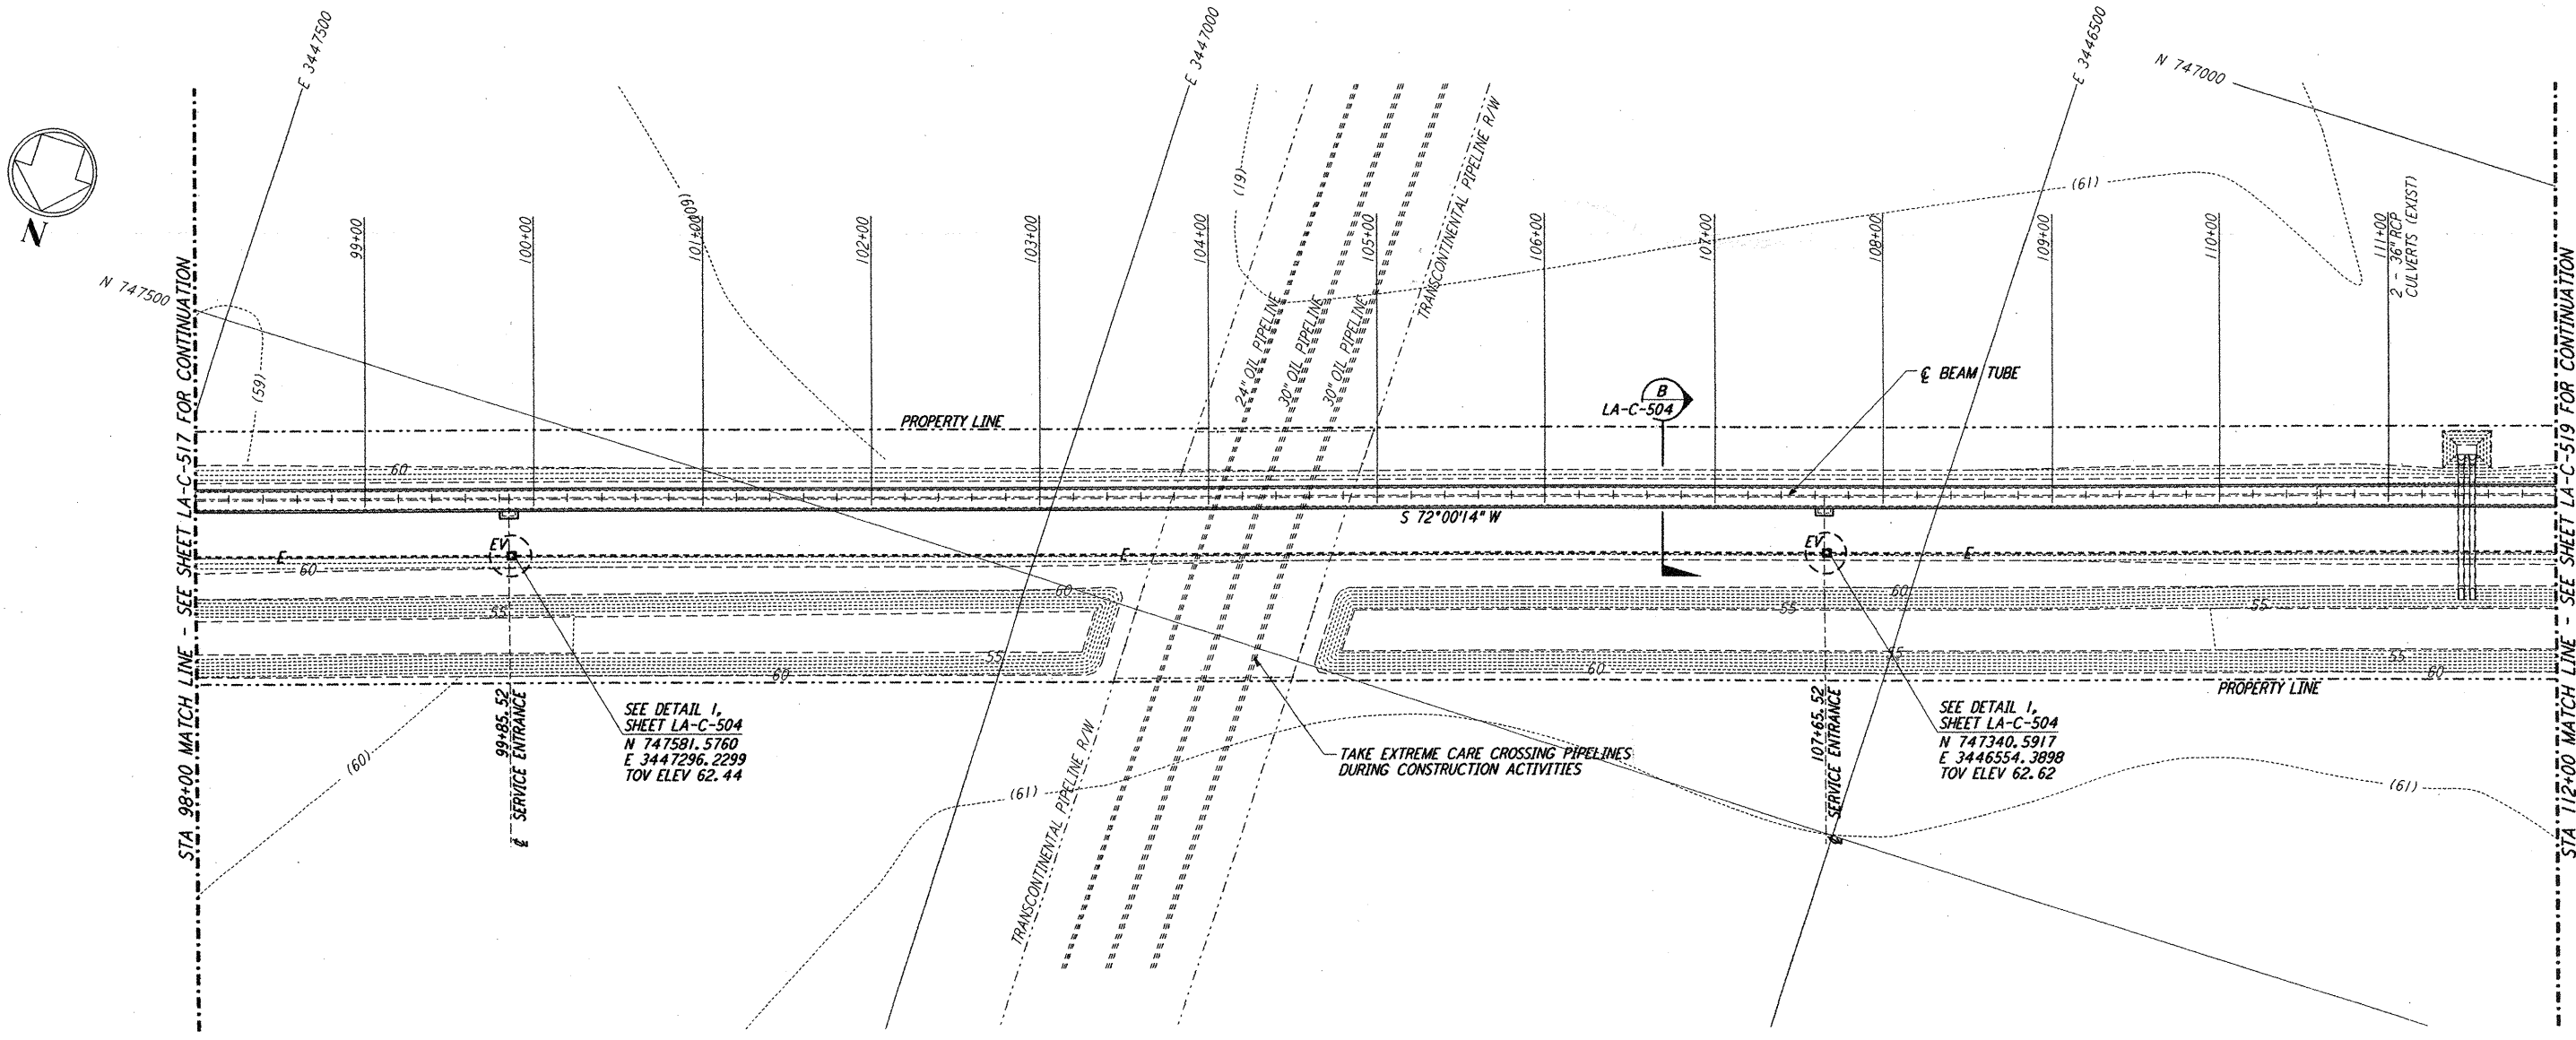 E 3447500
E 3447000
E 3446500
N 747000
N
N 747500
STA 98+00 MATCH LINE - SEE SHEET LA-C-517 FOR CONTINUATION
99+00
100+00
(60)
101+00
102+00
103+00
104+00
(19)
105+00
106+00
107+00
108+00
109+00
110+00
111+00
2 - 36" RCP
CULVERTS (EXIST)
(61)
(59)
24" OIL PIPELINE
30" OIL PIPELINE
30" OIL PIPELINE
TRANSCONTINENTAL PIPELINE R/W
PROPERTY LINE
B
LA-C-504
℄ BEAM TUBE
60
S 72°00'14" W
EV
E
E
EV
E
60
60
60
55
55
55
55
55
55
60
60
60
PROPERTY LINE
99+85.52
℄ SERVICE ENTRANCE
SEE DETAIL 1,
SHEET LA-C-504
N 747581.5760
E 3447296.2299
TOV ELEV 62.44
(60)
TRANSCONTINENTAL PIPELINE R/W
(61)
TAKE EXTREME CARE CROSSING PIPELINES
DURING CONSTRUCTION ACTIVITIES
107+65.52
℄ SERVICE ENTRANCE
SEE DETAIL 1,
SHEET LA-C-504
N 747340.5917
E 3446554.3898
TOV ELEV 62.62
(61)
STA 112+00 MATCH LINE - SEE SHEET LA-C-519 FOR CONTINUATION